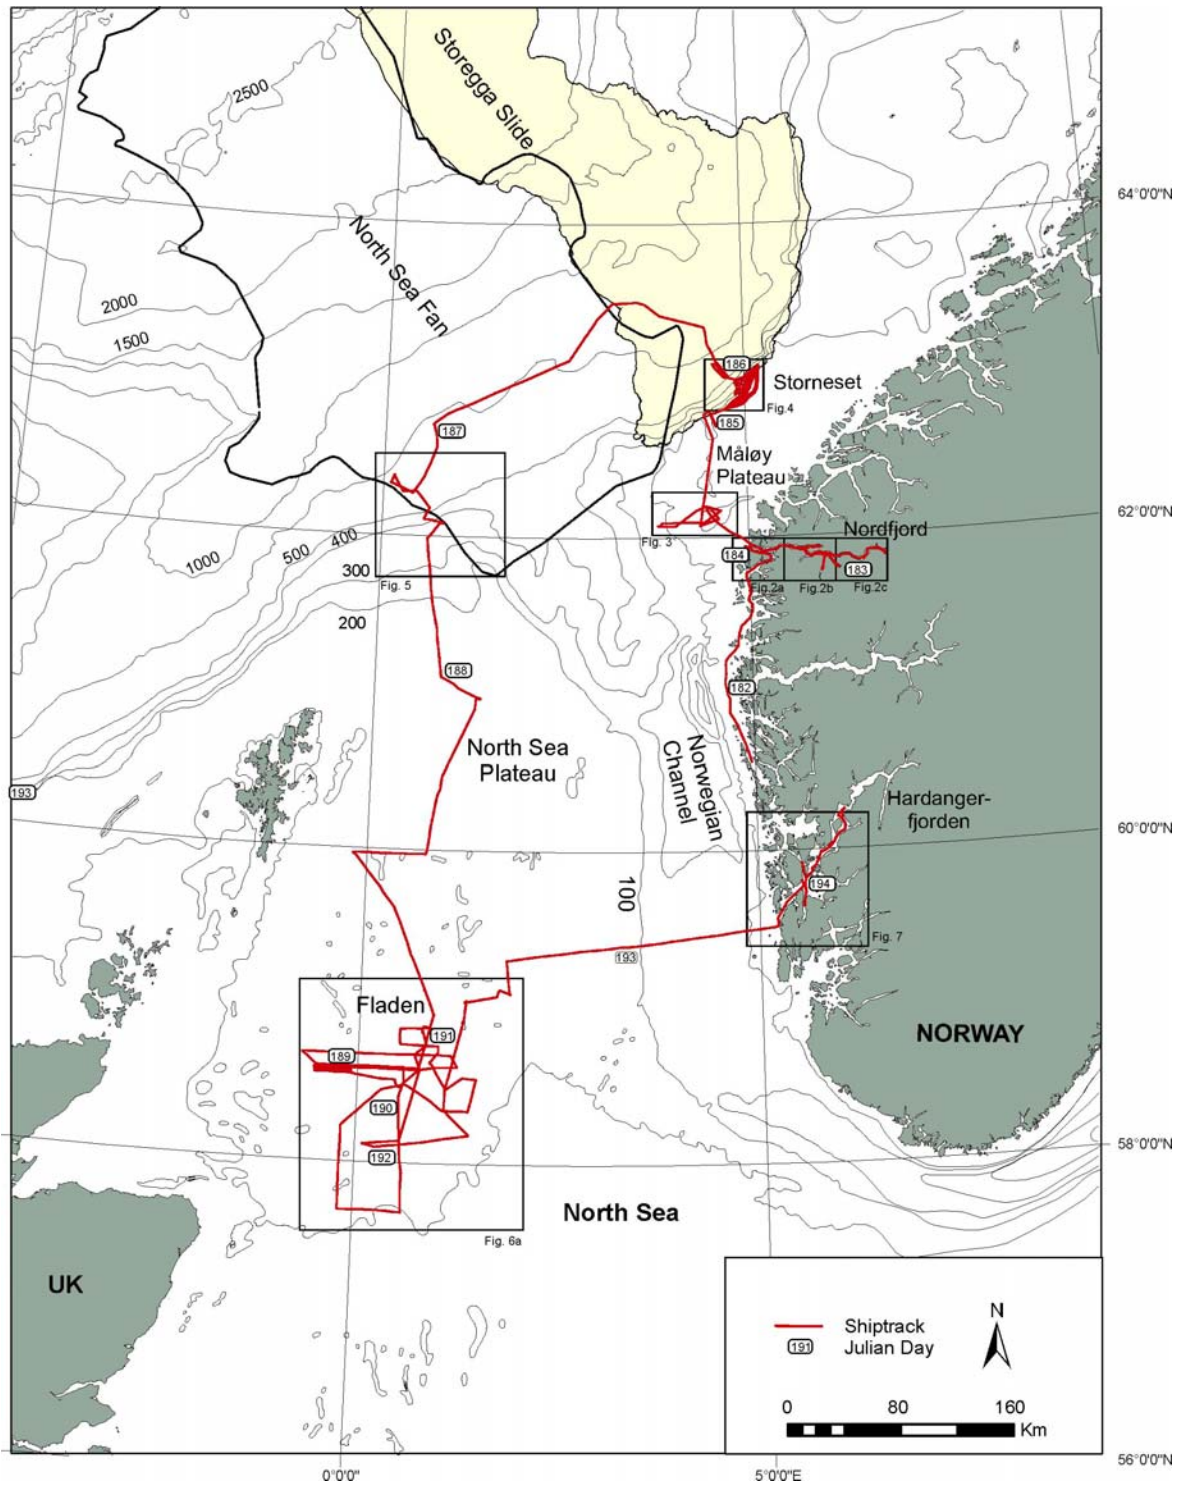 Storegga Slide
2500
64°0'0"N
North Sea Fan
2000
1500
186
Storneset
Fig.4
185
187
Måløy
Plateau
62°0'0"N
Nordfjord
Fig. 3
184
183
400
500
1000
300
Fig. 5
Fig.2a
Fig.2b
Fig.2c
200
188
182
North Sea
Plateau
Norwegian
Channel
193
Hardanger-
fjorden
60°0'0"N
100
194
Fig. 7
193
Fladen
191
NORWAY
189
190
192
58°0'0"N
North Sea
Fig. 6a
UK
Shiptrack
191
Julian Day
N
0
80
160
Km
56°0'0"N
0°0'0"
5°0'0"E